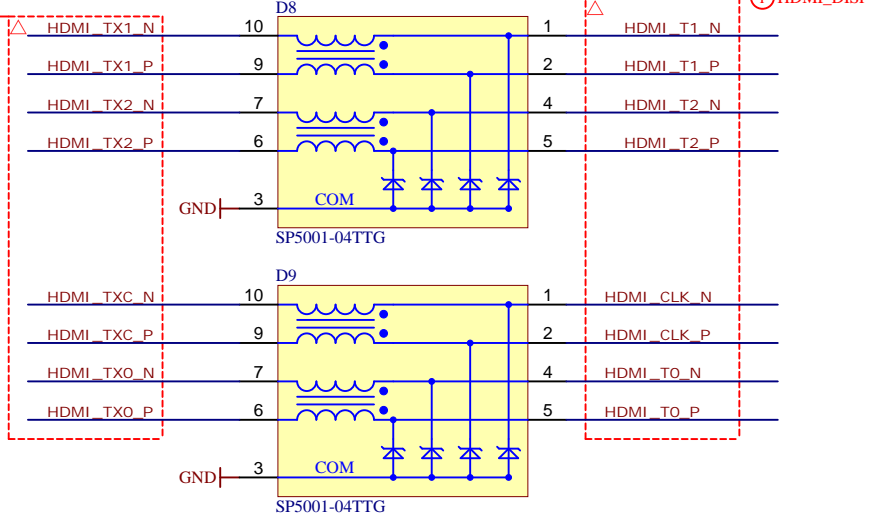 D8
1 HDMI_DISP
HDMI_TX1_N 10 1 HDMI_T1_N
HDMI_TX1_P 9 2 HDMI_T1_P
HDMI_TX2_N 7 4 HDMI_T2_N
HDMI_TX2_P 6 5 HDMI_T2_P
GND 3 COM
SP5001-04TTG
D9
HDMI_TXC_N 10 1 HDMI_CLK_N
HDMI_TXC_P 9 2 HDMI_CLK_P
HDMI_TX0_N 7 4 HDMI_T0_N
HDMI_TX0_P 6 5 HDMI_T0_P
GND 3 COM
SP5001-04TTG